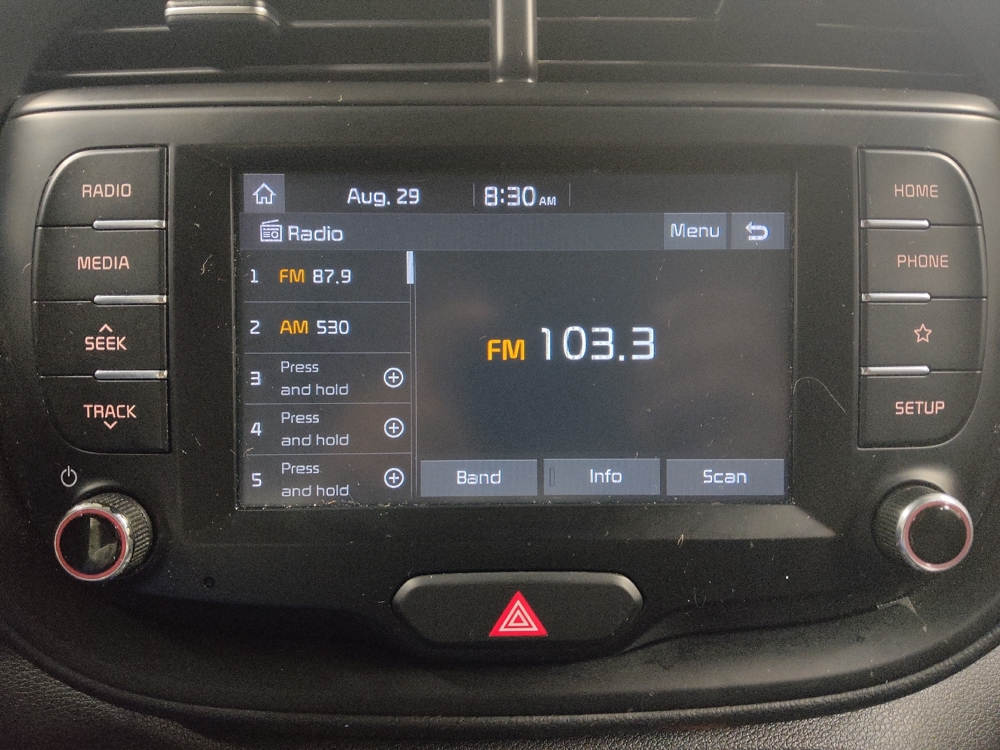 RADIO
MEDIA
SEEK
TRACK
Aug. 29 8:30 AM
Radio Menu
1 FM 87.9
2 AM 530
3 Press
and hold
4 Press
and hold
5 Press
and hold
FM 103.3
Band Info Scan
HOME
PHONE
SETUP